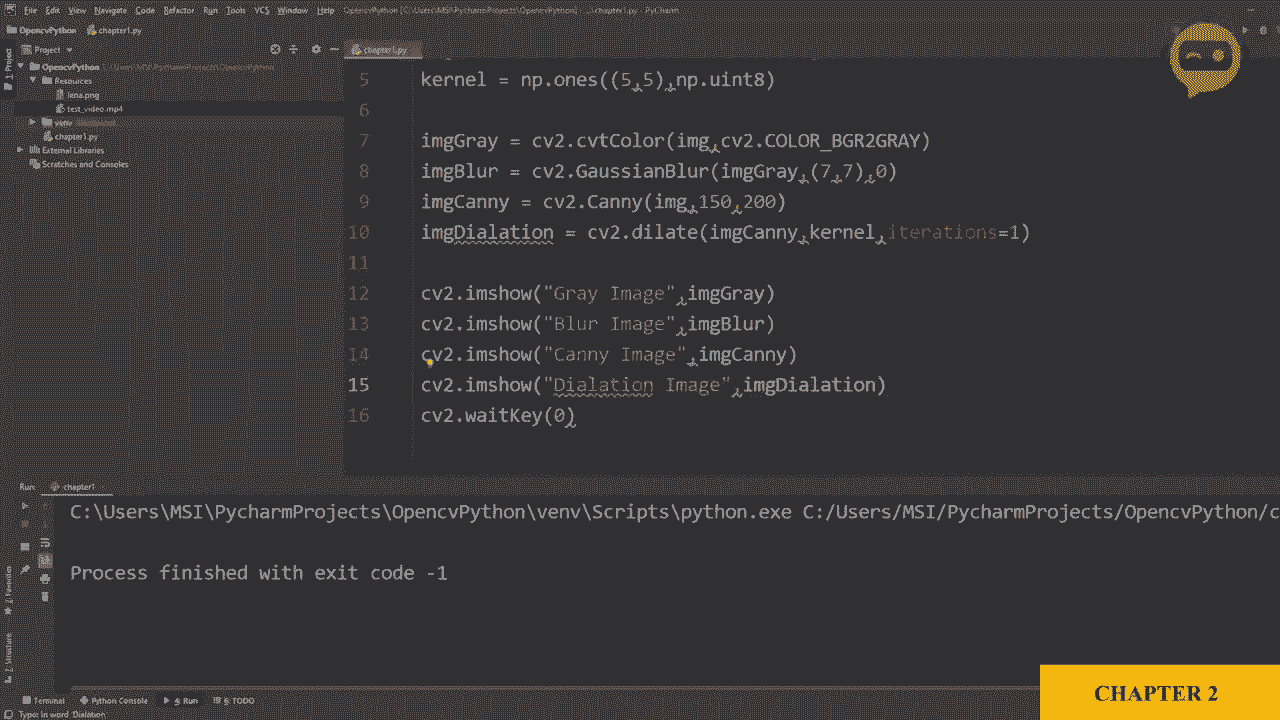 File Edit View Navigate Code Refactor Run Tools VCS Window Help OpencvPython [C:\Users\MSI\PycharmProjects\OpencvPython] - ...\chapter1.py - PyCharm
OpencvPython chapter1.py
Project
chapter1.py
1: Project
OpencvPython C:\Users\MSI\PycharmProjects\OpencvPython
Resources
lena.png
test_video.mp4
venv
chapter1.py
External Libraries
Scratches and Consoles
5 kernel = np.ones((5,5),np.uint8)
6
7 imgGray = cv2.cvtColor(img,cv2.COLOR_BGR2GRAY)
8 imgBlur = cv2.GaussianBlur(imgGray,(7,7),0)
9 imgCanny = cv2.Canny(img,150,200)
10 imgDialation = cv2.dilate(imgCanny,kernel,iterations=1)
11
12 cv2.imshow("Gray Image",imgGray)
13 cv2.imshow("Blur Image",imgBlur)
14 cv2.imshow("Canny Image",imgCanny)
15 cv2.imshow("Dialation Image",imgDialation)
16 cv2.waitKey(0)
Run: chapter1
C:\Users\MSI\PycharmProjects\OpencvPython\venv\Scripts\python.exe C:/Users/MSI/PycharmProjects/OpencvPython/c
Process finished with exit code -1
2: Favorites
Z: Structure
CHAPTER 2
Terminal Python Console 4: Run 6: TODO
Typo: In word 'Dialation'